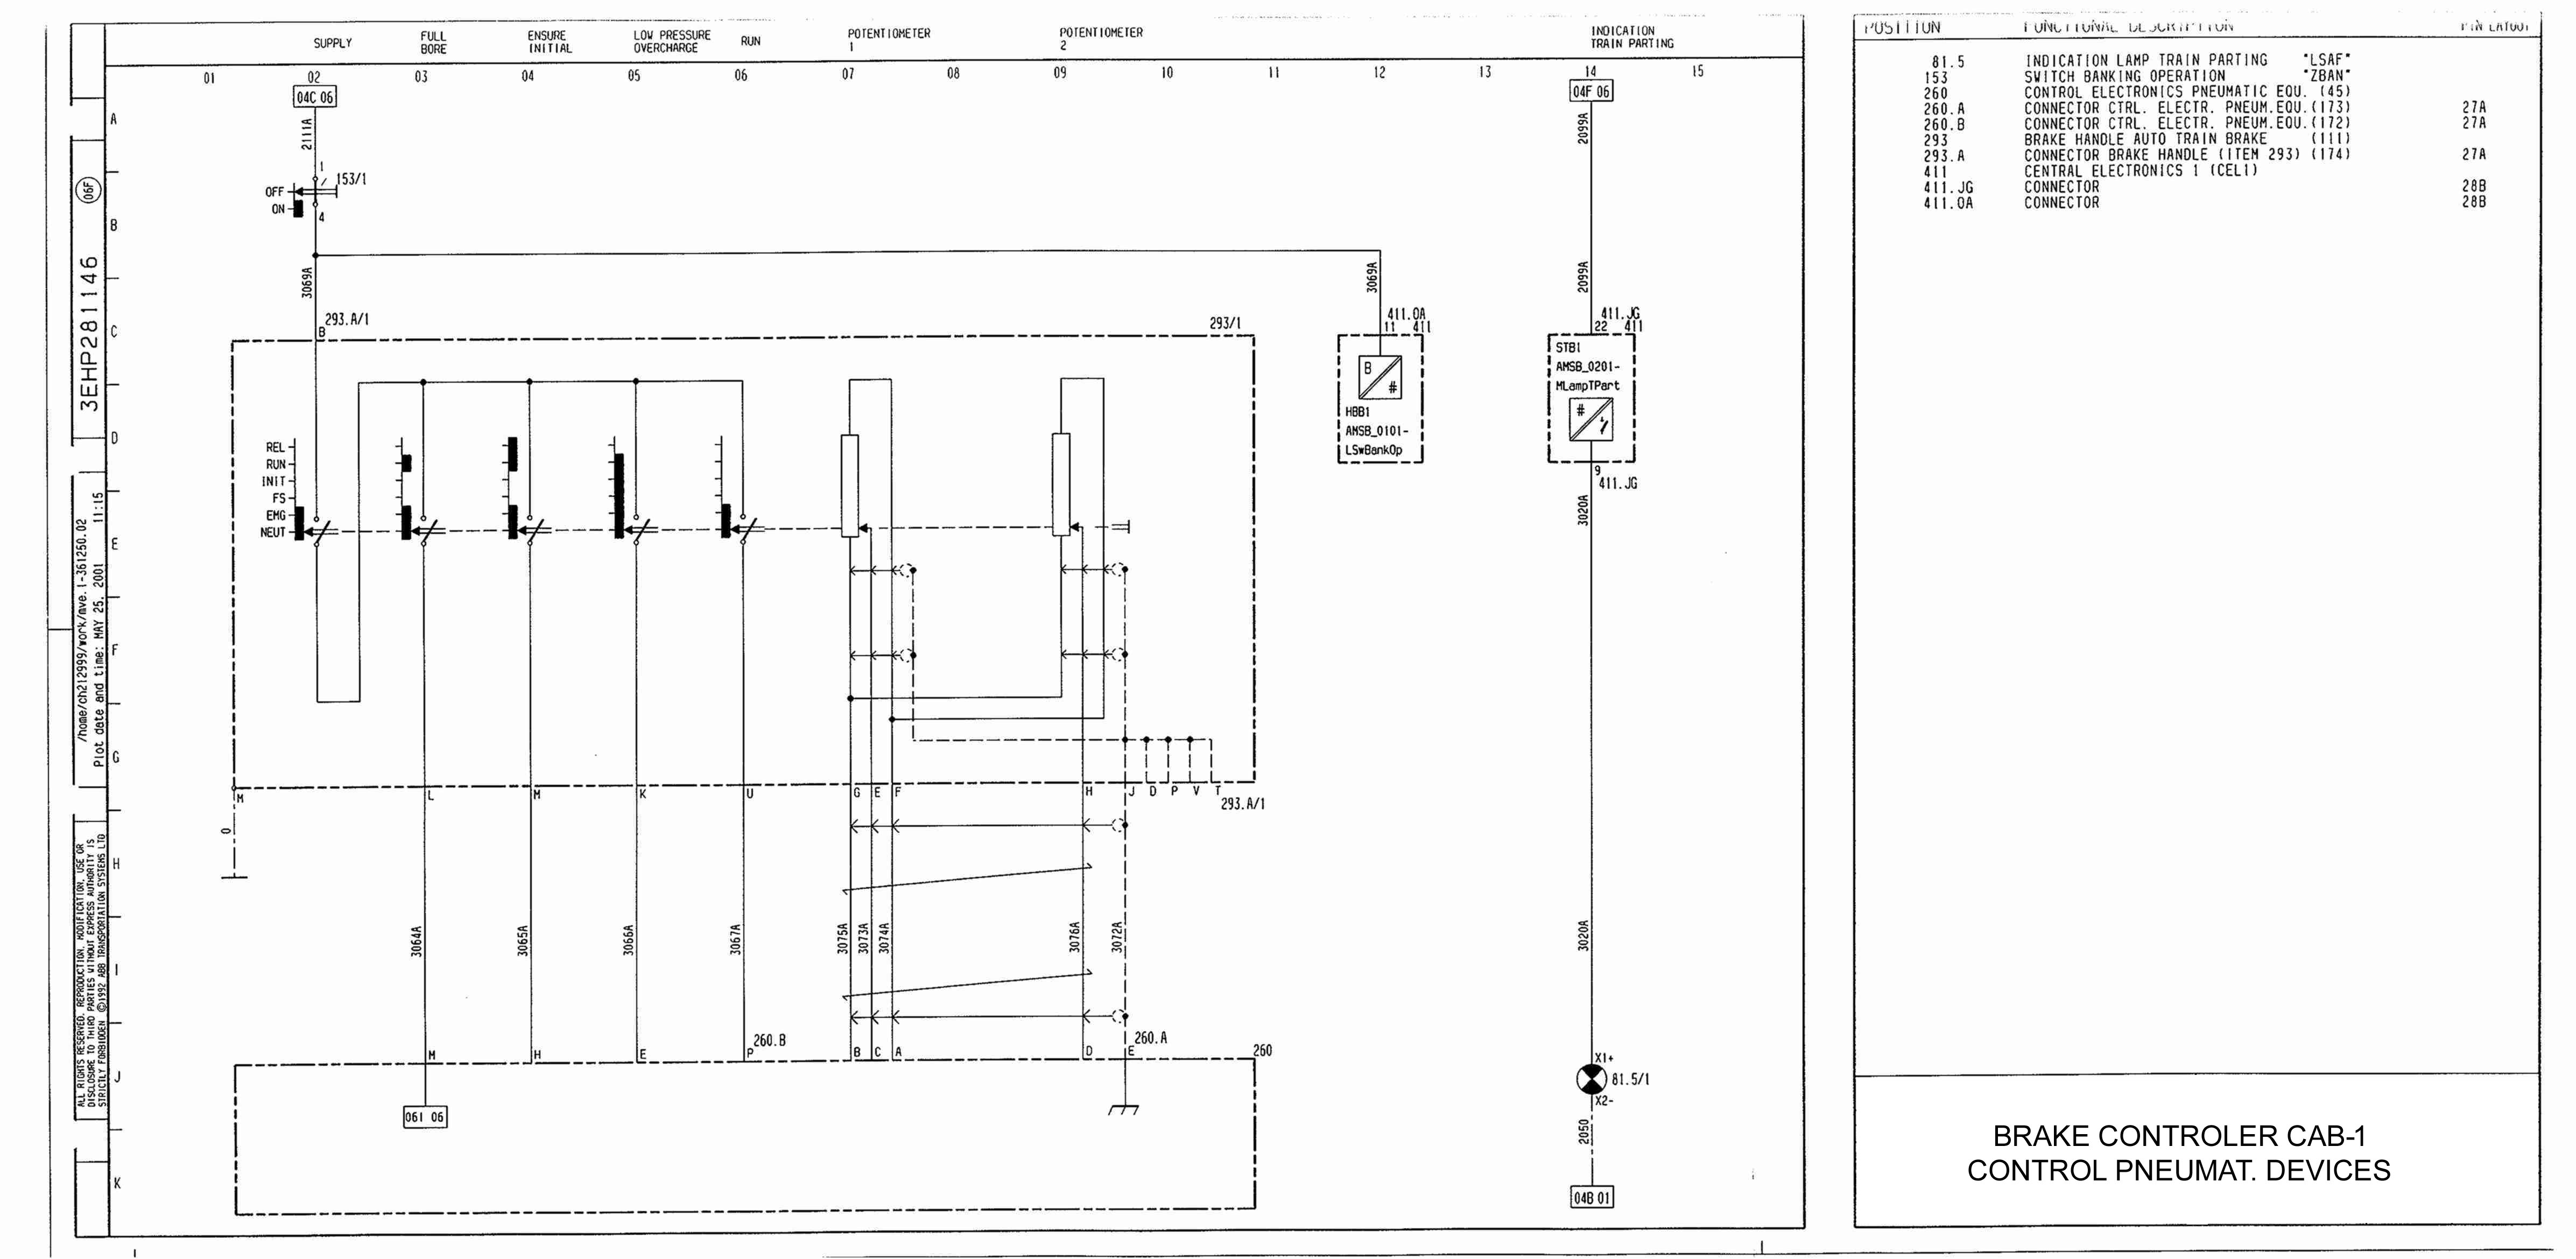 SUPPLY
FULL
BORE
ENSURE
INITIAL
LOW PRESSURE
OVERCHARGE
RUN
POTENTIOMETER
1
POTENTIOMETER
2
INDICATION
TRAIN PARTING
01 02 03 04 05 06 07 08 09 10 11 12 13 14 15
04C 06
04F 06
A
2111A
2099A
1
153/1
OFF
ON
4
06F
B
3069A
3069A
2099A
3EHP281146
293.A/1
B
293/1
C
411.OA
11 411
411.JG
22 411
B
#
HBB1
AMSB_0101-
LSwBankOp
STB1
AMSB_0201-
MLampTPart
#
9
411.JG
D
REL
RUN
INIT
FS
EMG
NEUT
3020A
E
/home/ch212999/work/mve.1-361250.02
Plot date and time: MAY 25. 2001 11:15
F
G
M L M K U G E F H J D P V T
293.A/1
0
H
3064A
3065A
3066A
3067A
3075A
3073A
3074A
3076A
3072A
3020A
I
ALL RIGHTS RESERVED. REPRODUCTION, MODIFICATION, USE OR
DISCLOSURE TO THIRD PARTIES WITHOUT EXPRESS AUTHORITY IS
STRICTLY FORBIDDEN ©1992 ABB TRANSPORTATION SYSTEMS LTD
260.B
260.A
260
M H E P B C A D E
J
X1+
81.5/1
X2-
061 06
2050
K
04B 01
POSITION FUNCTIONAL DESCRIPTION PIN LAYOUT
81.5 INDICATION LAMP TRAIN PARTING "LSAF"
153 SWITCH BANKING OPERATION "ZBAN"
260 CONTROL ELECTRONICS PNEUMATIC EQU. (45)
260.A CONNECTOR CTRL. ELECTR. PNEUM.EQU.(173) 27A
260.B CONNECTOR CTRL. ELECTR. PNEUM.EQU.(172) 27A
293 BRAKE HANDLE AUTO TRAIN BRAKE (111)
293.A CONNECTOR BRAKE HANDLE (ITEM 293) (174) 27A
411 CENTRAL ELECTRONICS 1 (CEL1)
411.JG CONNECTOR 28B
411.OA CONNECTOR 28B
BRAKE CONTROLER CAB-1
CONTROL PNEUMAT. DEVICES